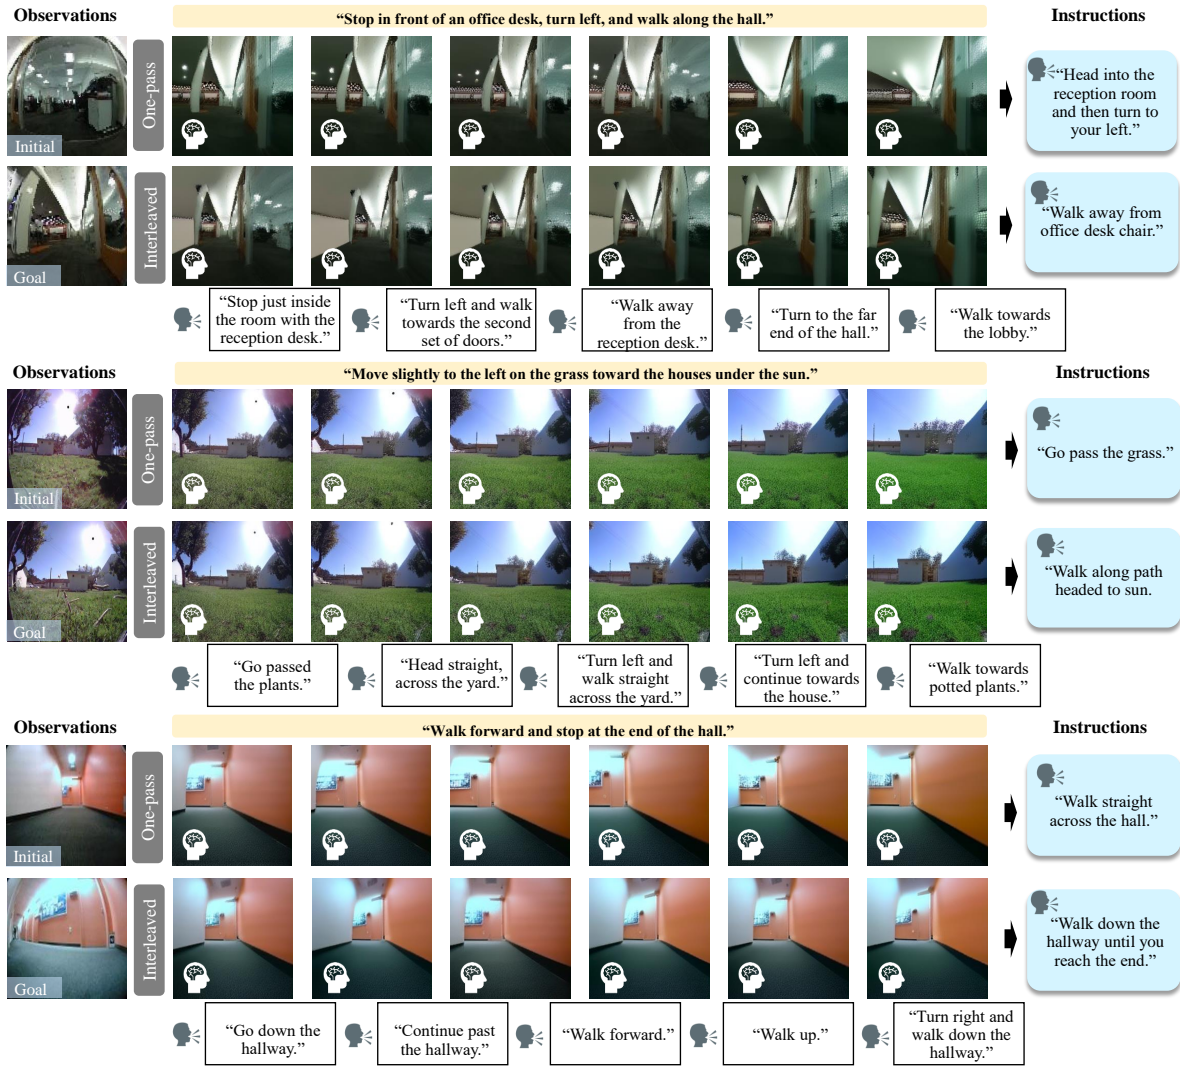 Observations
“Stop in front of an office desk, turn left, and walk along the hall.”
Instructions
Initial
One-pass
“Head into the
reception room
and then turn to
your left.”
Goal
Interleaved
“Walk away from
office desk chair.”
“Stop just inside
the room with the
reception desk.”
“Turn left and walk
towards the second
set of doors.”
“Walk away
from the
reception desk.”
“Turn to the far
end of the hall.”
“Walk towards
the lobby.”
Observations
“Move slightly to the left on the grass toward the houses under the sun.”
Instructions
Initial
One-pass
“Go pass the grass.”
Goal
Interleaved
“Walk along path
headed to sun.
“Go passed
the plants.”
“Head straight,
across the yard.”
“Turn left and
walk straight
across the yard.”
“Turn left and
continue towards
the house.”
“Walk towards
potted plants.”
Observations
“Walk forward and stop at the end of the hall.”
Instructions
Initial
One-pass
“Walk straight
across the hall.”
Goal
Interleaved
“Walk down the
hallway until you
reach the end.”
“Go down the
hallway.”
“Continue past
the hallway.”
“Walk forward.”
“Walk up.”
“Turn right and
walk down the
hallway.”